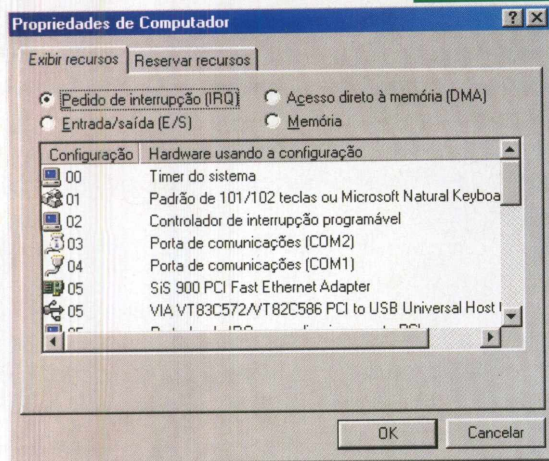 Propriedades de Computador
Exibir recursos Reservar recursos
Pedido de interrupção (IRQ) Acesso direto à memória (DMA)
Entrada/saída (E/S) Memória
Configuração Hardware usando a configuração
00 Timer do sistema
01 Padrão de 101/102 teclas ou Microsoft Natural Keyboa
02 Controlador de interrupção programável
03 Porta de comunicações (COM2)
04 Porta de comunicações (COM1)
05 SiS 900 PCI Fast Ethernet Adapter
05 VIA VT83C572/VT82C586 PCI to USB Universal Host
OK Cancelar